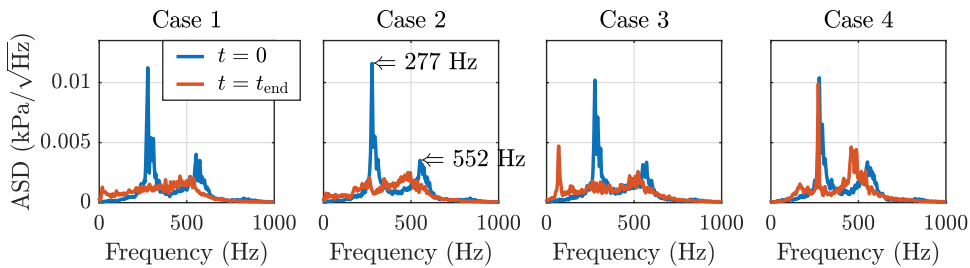 Case 1 Case 2 Case 3 Case 4
t = 0
t = t_end
⇐ 277 Hz
⇐ 552 Hz
ASD (kPa/√Hz)
0.01
0.005
0
0 500 1000 0 500 1000 0 500 1000 0 500 1000
Frequency (Hz) Frequency (Hz) Frequency (Hz) Frequency (Hz)